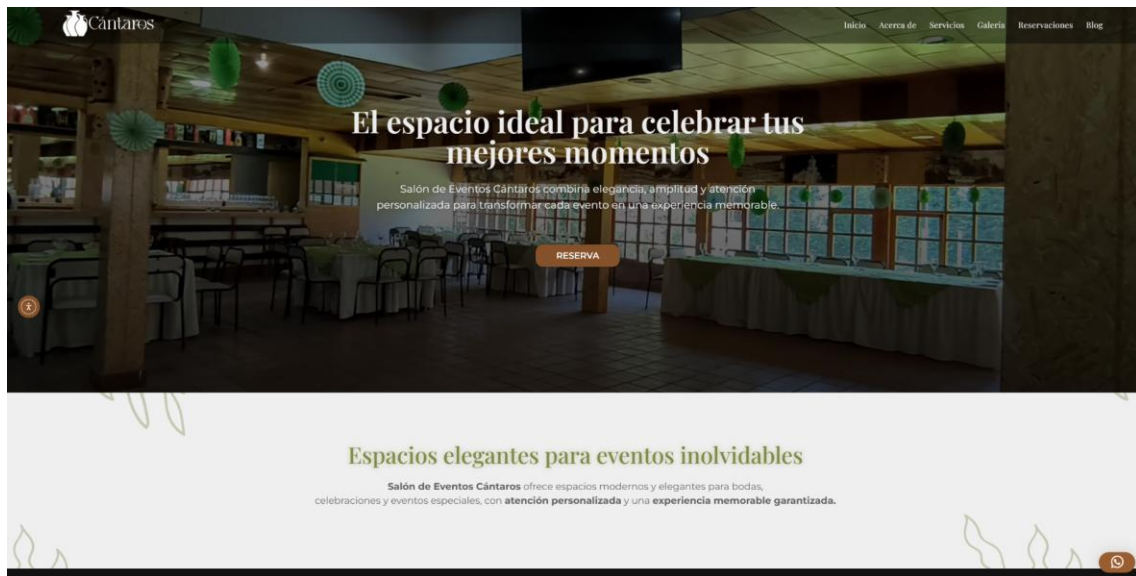 Cántaros
Inicio Acerca de Servicios Galería Reservaciones Blog
El espacio ideal para celebrar tus
mejores momentos
Salón de Eventos Cántaros combina elegancia, amplitud y atención
personalizada para transformar cada evento en una experiencia memorable.
RESERVA
Espacios elegantes para eventos inolvidables
Salón de Eventos Cántaros ofrece espacios modernos y elegantes para bodas,
celebraciones y eventos especiales, con atención personalizada y una experiencia memorable garantizada.